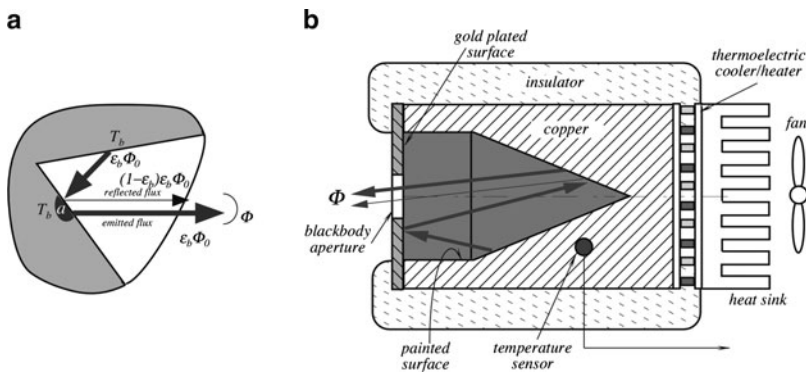 a
T_b
ε_bΦ_0
(1-ε_b)ε_bΦ_0
reflected flux
T_b
a
emitted flux
Φ
ε_bΦ_0
b
gold plated
surface
insulator
thermoelectric
cooler/heater
copper
fan
Φ
blackbody
aperture
painted
surface
temperature
sensor
heat sink